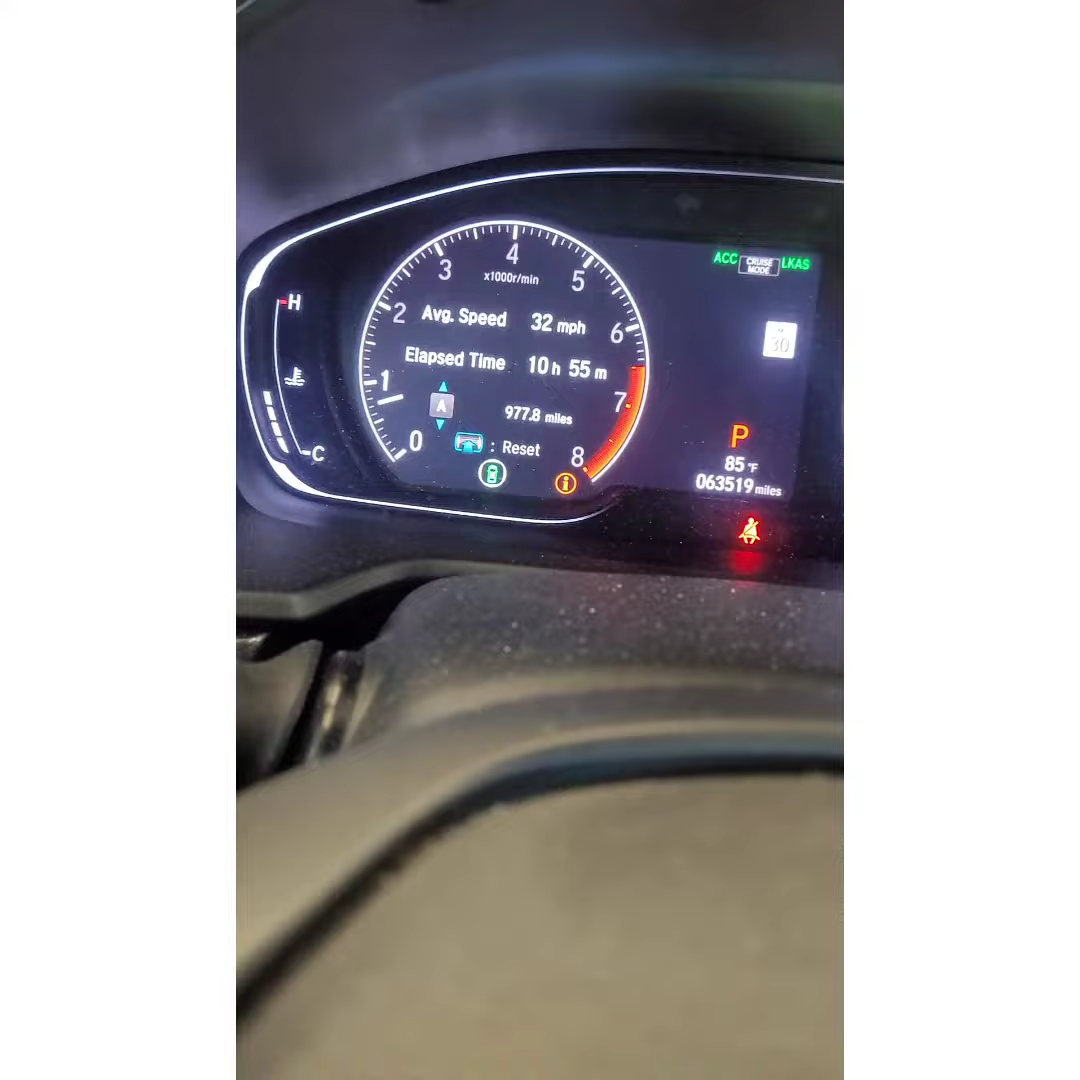 ACC CRUISE MODE LKAS
4
3
5
x1000r/min
H
2
Avg. Speed 32 mph
6
30
Elapsed Time 10 h 55 m
1
7
A
977.8 miles
P
0
: Reset
8
C
85 °F
063519 miles